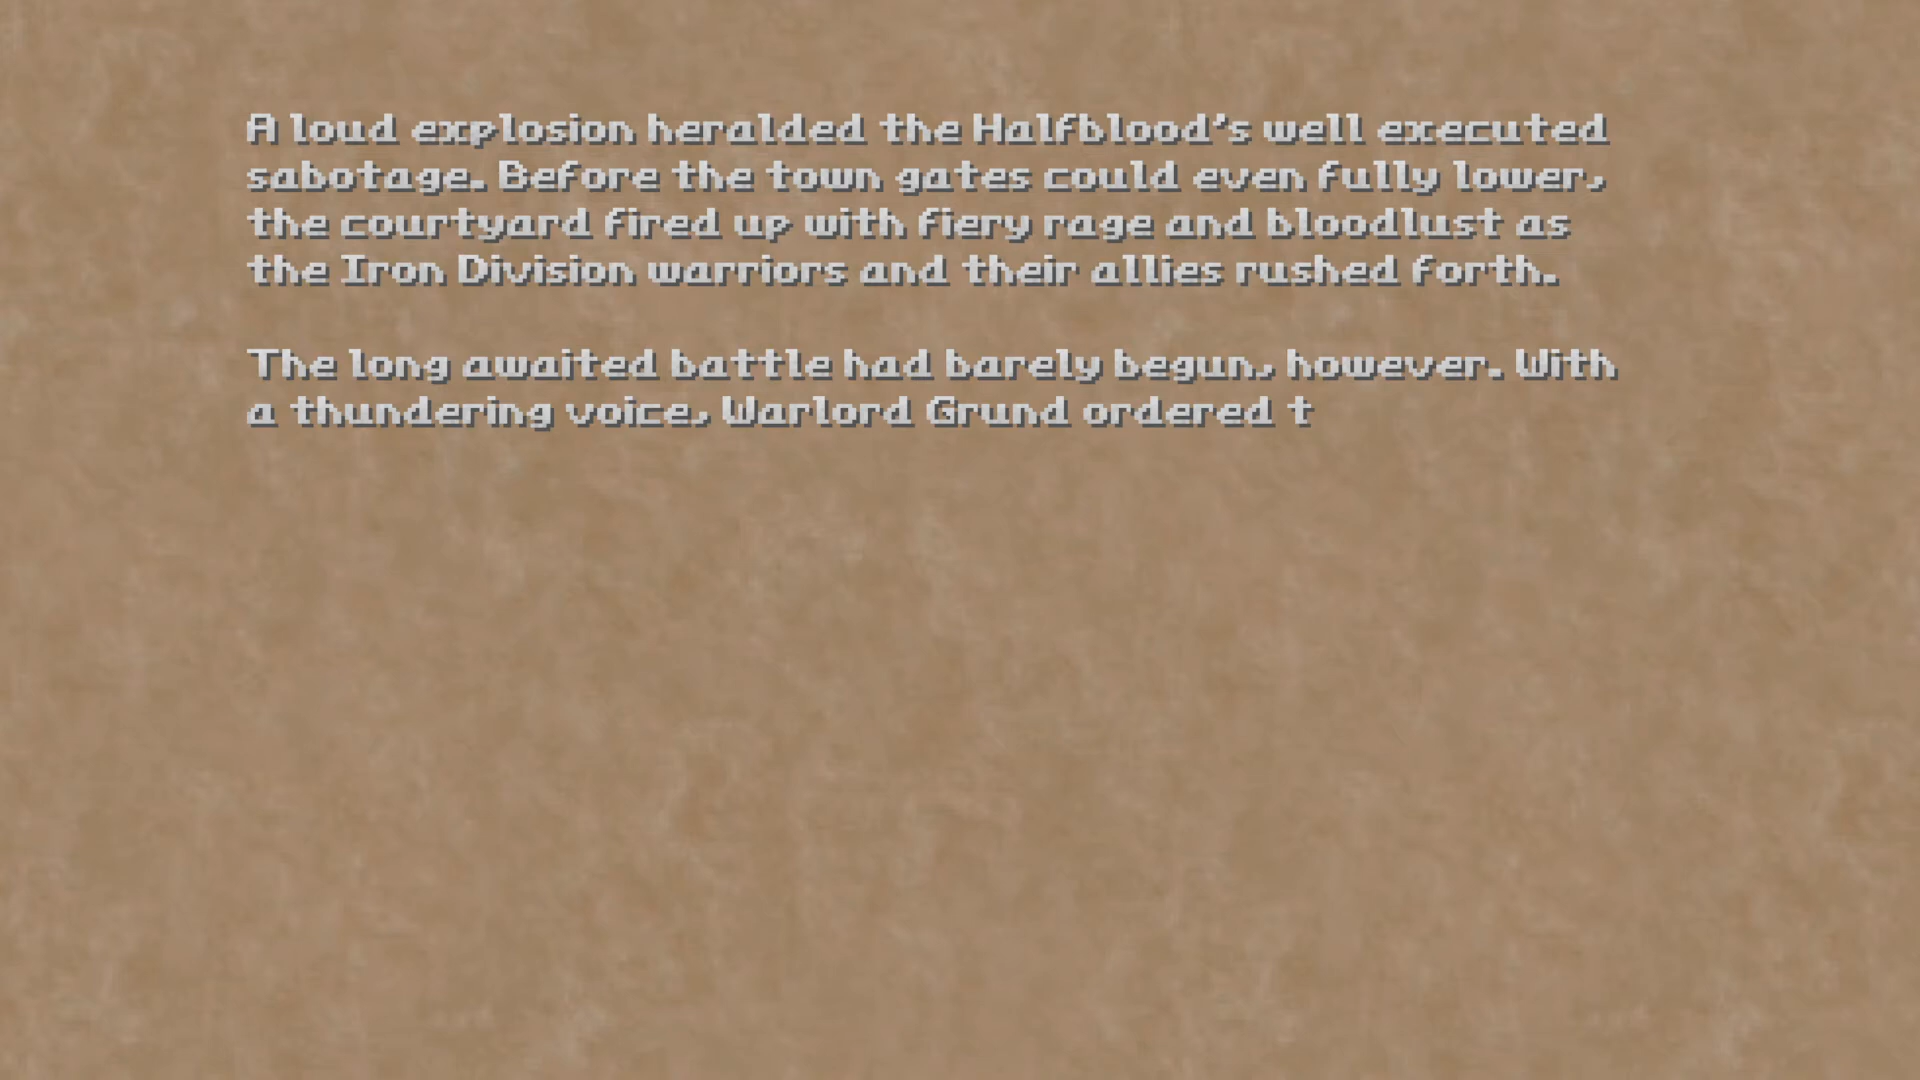 A loud explosion heralded the Halfblood's well executed
sabotage. Before the town gates could even fully lower,
the courtyard fired up with fiery rage and bloodlust as
the Iron Division warriors and their allies rushed forth.
The long awaited battle had barely begun, however. With
a thundering voice, Warlord Grund ordered t